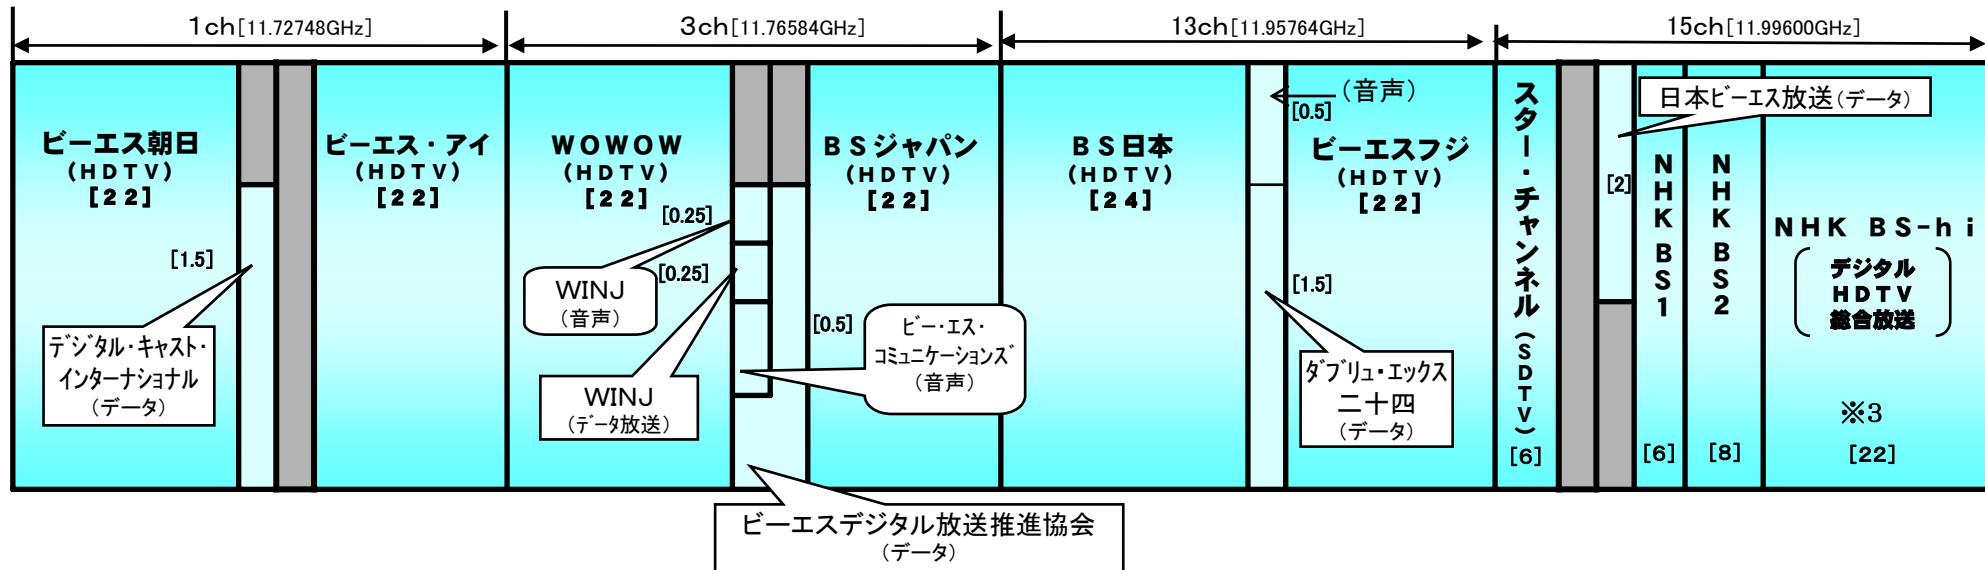 1ch[11.72748GHz]
3ch[11.76584GHz]
13ch[11.95764GHz]
15ch[11.99600GHz]
ビーエス朝日
(HDTV)
[22]
[1.5]
デジタル・キャスト・
インターナショナル
(データ)
ビーエス・アイ
(HDTV)
[22]
WOWOW
(HDTV)
[22]
[0.25]
[0.25]
WINJ
(音声)
WINJ
(データ放送)
BSジャパン
(HDTV)
[22]
[0.5]
ビー・エス・
コミュニケーションズ
(音声)
ビーエスデジタル放送推進協会
(データ)
BS日本
(HDTV)
[24]
(音声)
[0.5]
[1.5]
ビーエスフジ
(HDTV)
[22]
ダブリュ・エックス
二十四
(データ)
スター・チャンネル(SDTV)
[6]
日本ビーエス放送(データ)
[2]
NHK BS1
[6]
NHK BS2
[8]
NHK BS-hi
デジタル
HDTV
総合放送
※3
[22]